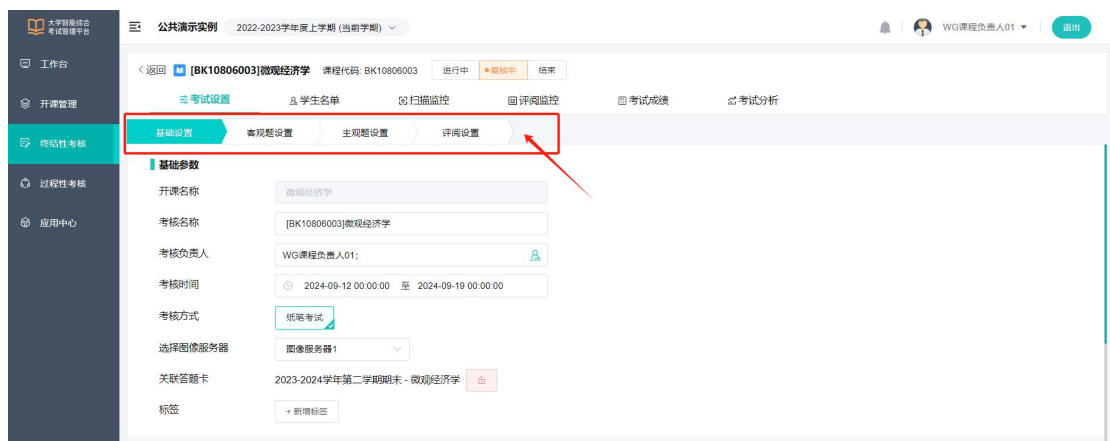 大学智能综合
考试管理平台
公共演示实例 2022-2023学年度上学期 (当前学期)
WG课程负责人01
退出
工作台
开课管理
终结性考核
过程性考核
应用中心
返回 [BK10806003]微观经济学 课程代码: BK10806003 进行中 复核中 结束
考试设置 学生名单 扫描监控 评阅监控 考试成绩 考试分析
基础设置 客观题设置 主观题设置 评阅设置
基础参数
开课名称 微观经济学
考核名称 [BK10806003]微观经济学
考核负责人 WG课程负责人01;
考核时间 2024-09-12 00:00:00 至 2024-09-19 00:00:00
考核方式 纸笔考试
选择图像服务器 图像服务器1
关联答题卡 2023-2024学年第二学期期末 - 微观经济学
标签 + 新增标签